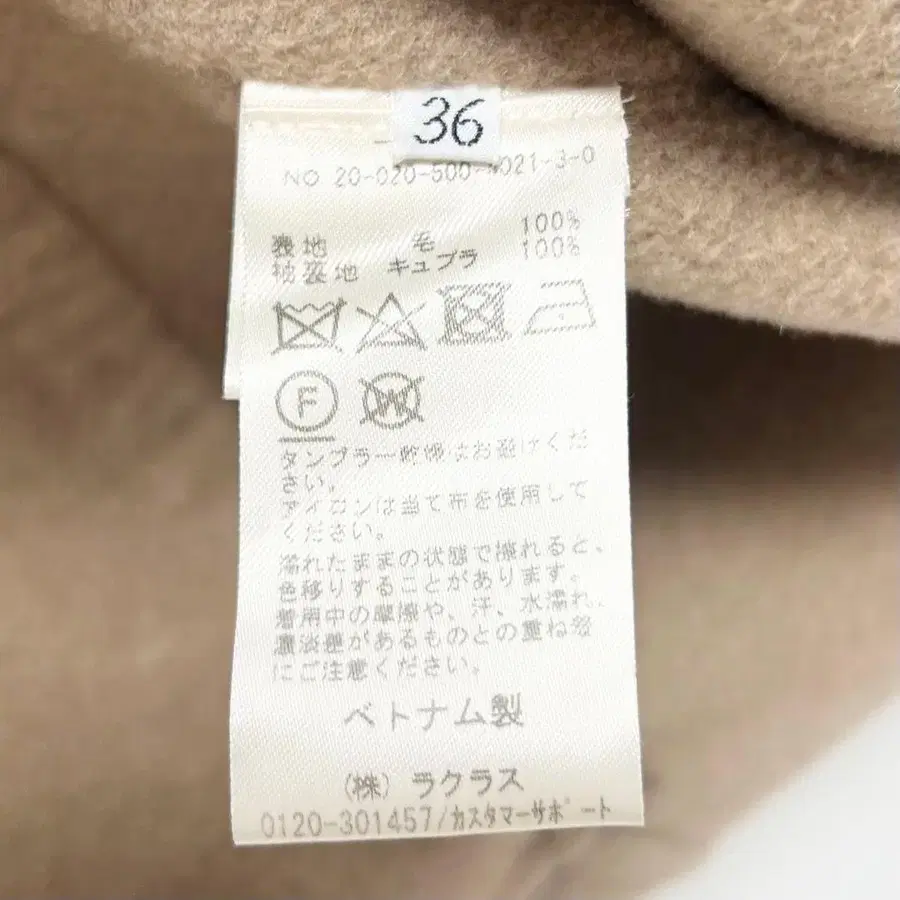 36
NO 20-020-500-4021-3-0
表地 毛 100%
袖裏地 キュプラ 100%
F
W
タンブラー乾燥はお避けくだ
さい。
アイロンは当て布を使用して
ください。
濡れたままの状態で擦れると、
色移りすることがあります。
着用中の摩擦や、汗、水濡れ、
濃淡差があるものとの重ね着
にご注意ください。
ベトナム製
(株) ラクラス
0120-301457/カスタマーサポート